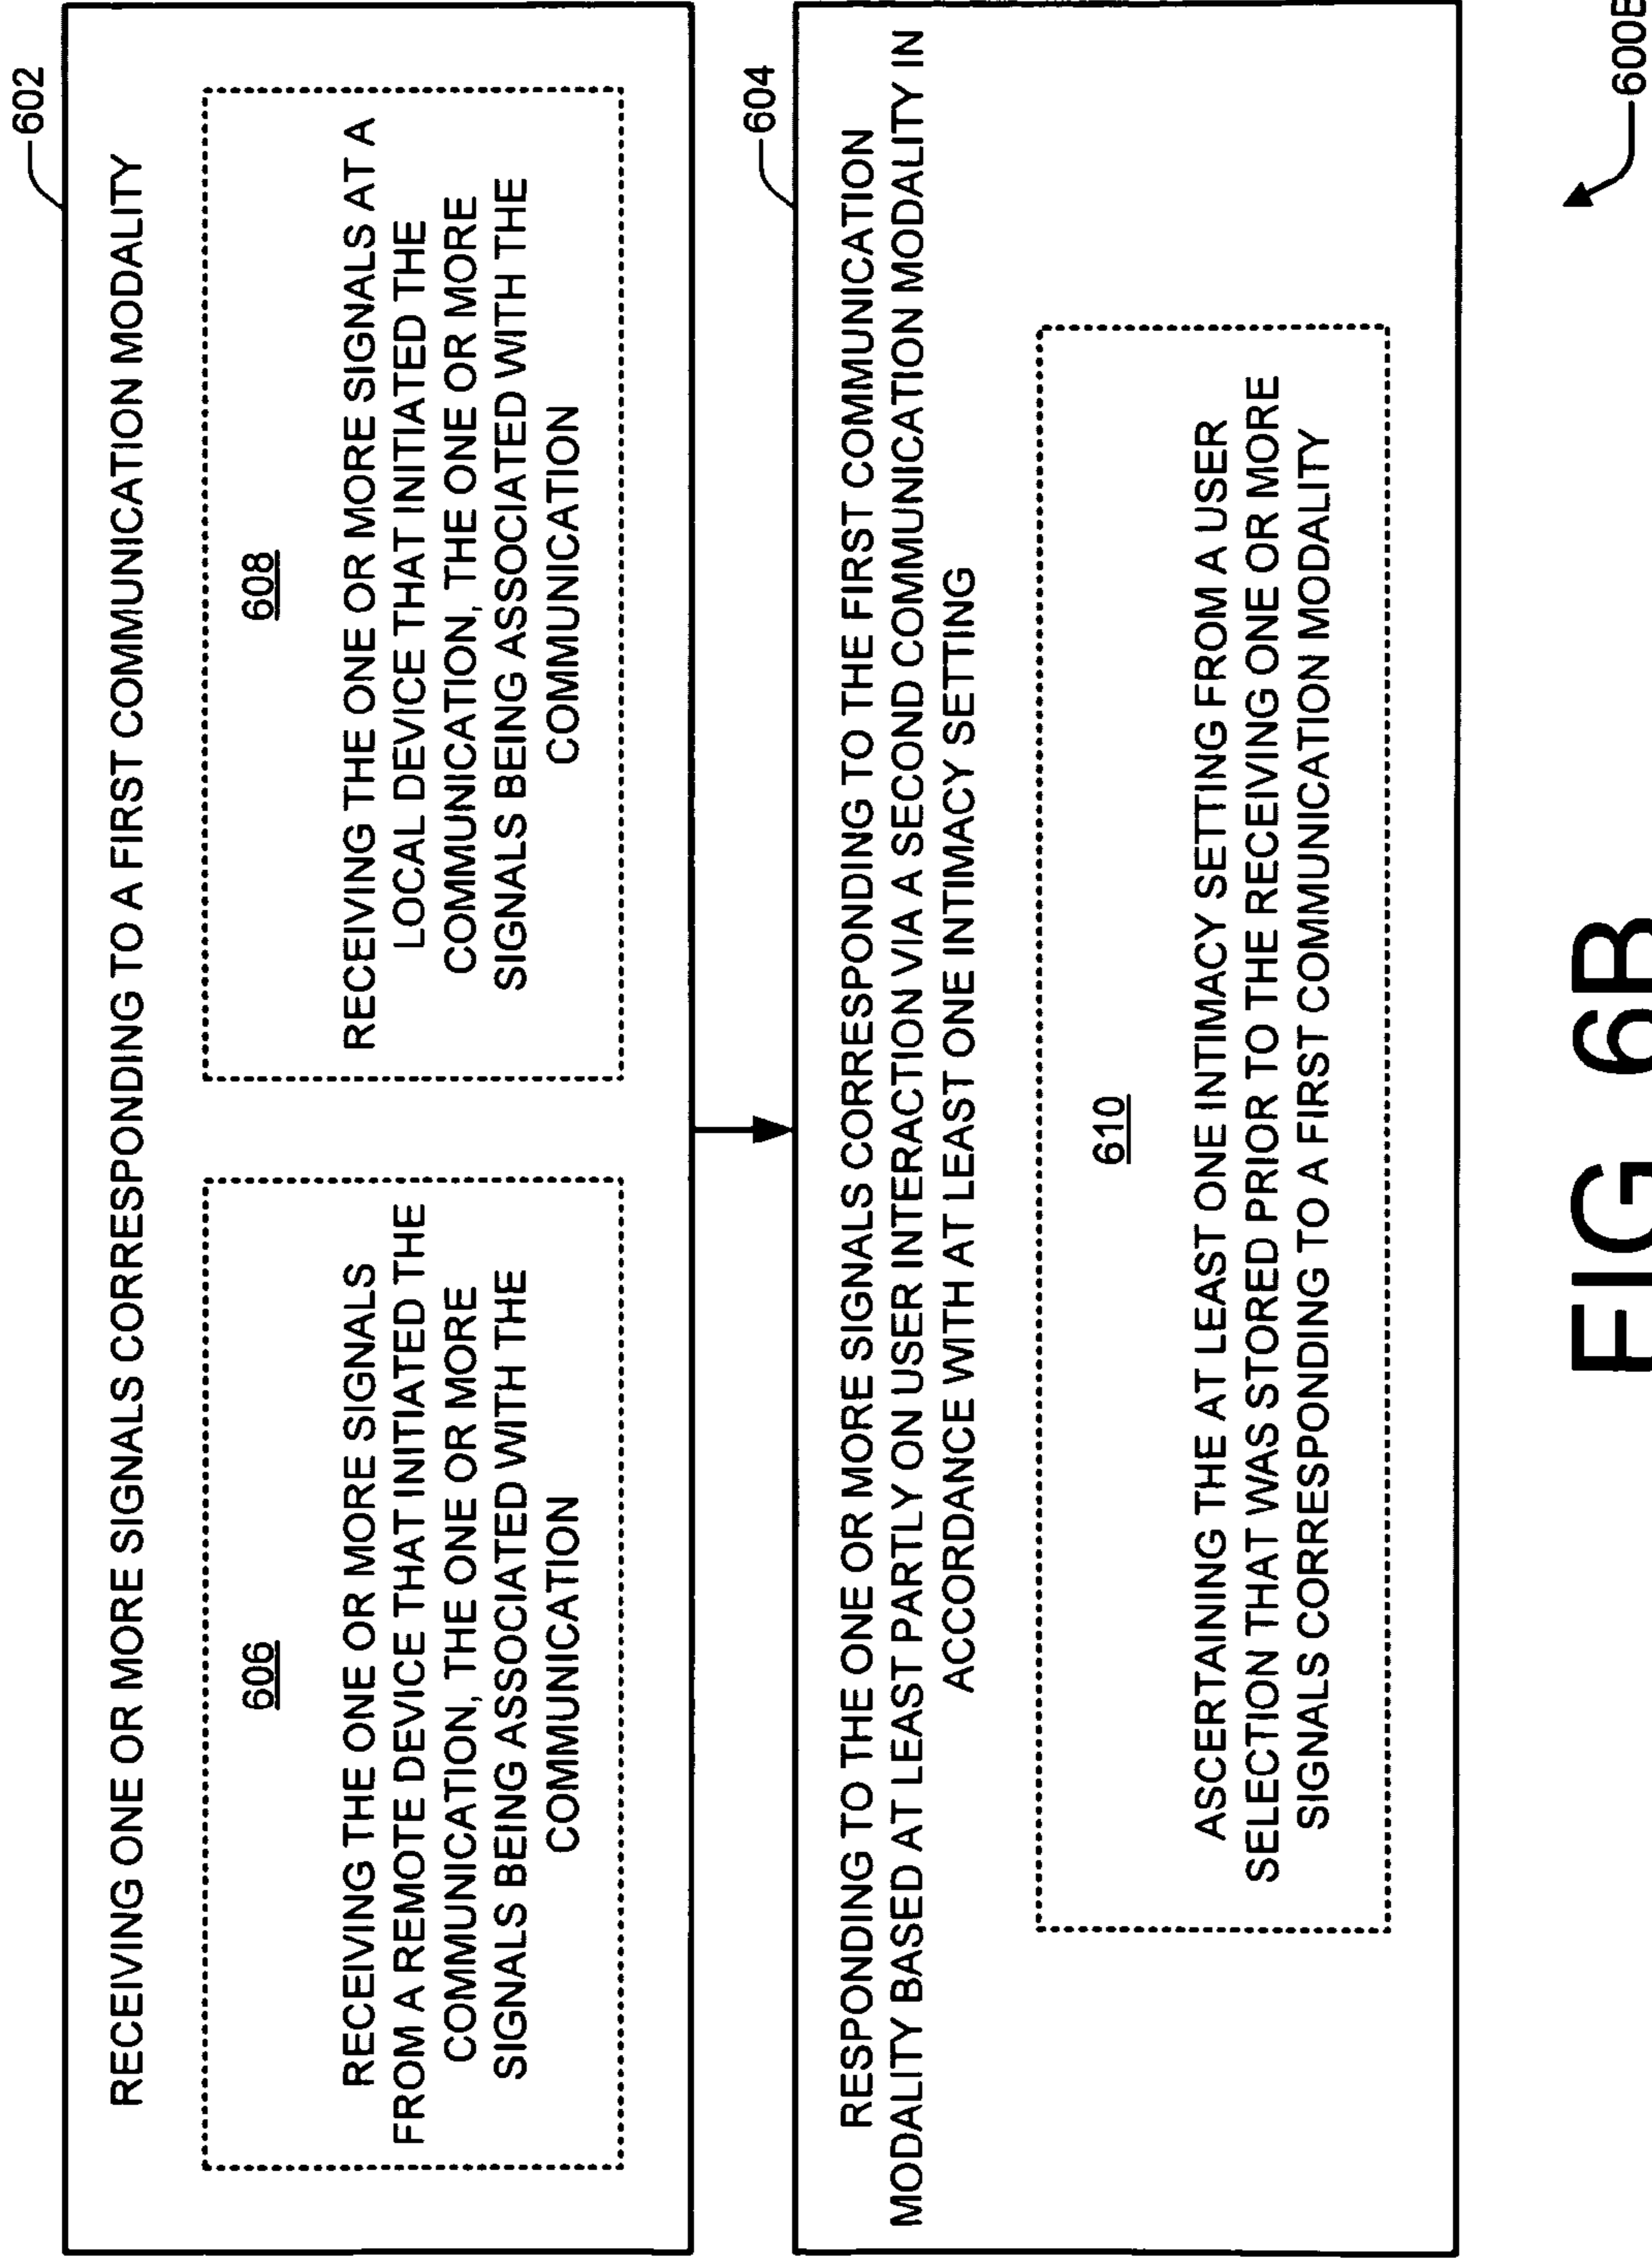 602
RECEIVING ONE OR MORE SIGNALS CORRESPONDING TO A FIRST COMMUNICATION MODALITY
606
RECEIVING THE ONE OR MORE SIGNALS
FROM A REMOTE DEVICE THAT INITIATED THE
COMMUNICATION, THE ONE OR MORE
SIGNALS BEING ASSOCIATED WITH THE
COMMUNICATION
608
RECEIVING THE ONE OR MORE SIGNALS AT A
LOCAL DEVICE THAT INITIATED THE
COMMUNICATION, THE ONE OR MORE
SIGNALS BEING ASSOCIATED WITH THE
COMMUNICATION
604
RESPONDING TO THE ONE OR MORE SIGNALS CORRESPONDING TO THE FIRST COMMUNICATION
MODALITY BASED AT LEAST PARTLY ON USER INTERACTION VIA A SECOND COMMUNICATION MODALITY IN
ACCORDANCE WITH AT LEAST ONE INTIMACY SETTING
610
ASCERTAINING THE AT LEAST ONE INTIMACY SETTING FROM A USER
SELECTION THAT WAS STORED PRIOR TO THE RECEIVING ONE OR MORE
SIGNALS CORRESPONDING TO A FIRST COMMUNICATION MODALITY
600B
FIG 6B